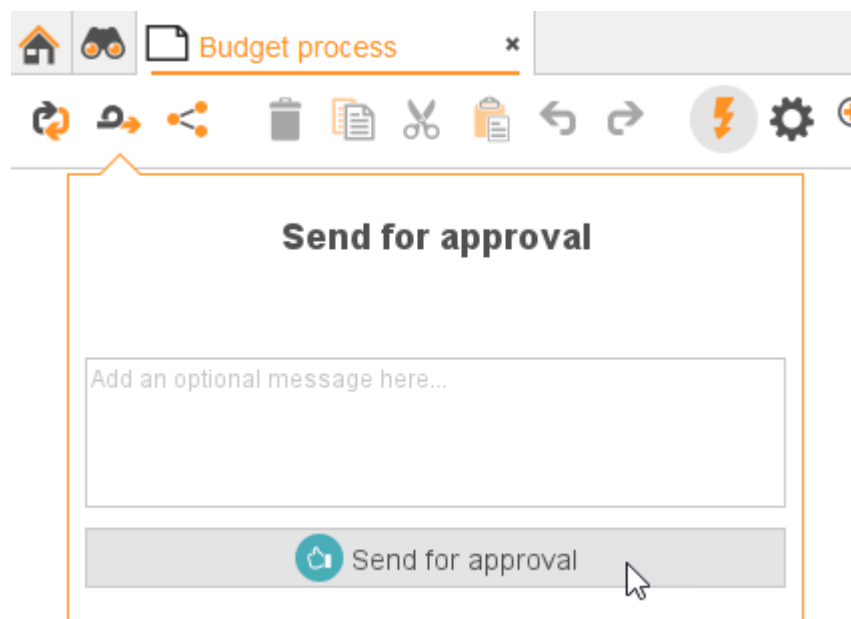 Budget process
Send for approval
Add an optional message here...
Send for approval